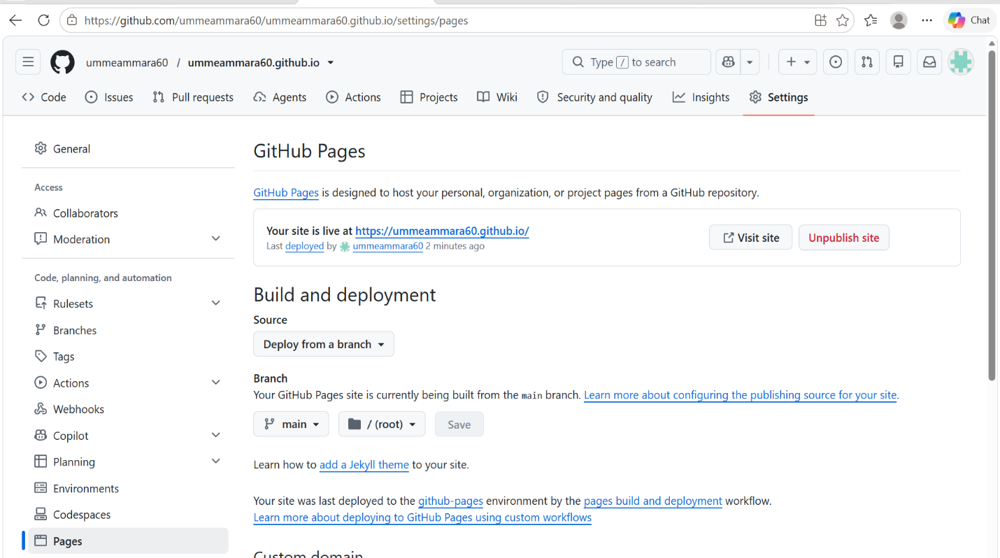 https://github.com/ummeammara60/ummeammara60.github.io/settings/pages
Chat
ummeammara60 / ummeammara60.github.io
Type / to search
Code Issues Pull requests Agents Actions Projects Wiki Security and quality Insights Settings
General
Access
Collaborators
Moderation
Code, planning, and automation
Rulesets
Branches
Tags
Actions
Webhooks
Copilot
Planning
Environments
Codespaces
Pages
GitHub Pages
GitHub Pages is designed to host your personal, organization, or project pages from a GitHub repository.
Your site is live at https://ummeammara60.github.io/
Last deployed by ummeammara60 2 minutes ago
Visit site
Unpublish site
Build and deployment
Source
Deploy from a branch
Branch
Your GitHub Pages site is currently being built from the main branch. Learn more about configuring the publishing source for your site.
main / (root) Save
Learn how to add a Jekyll theme to your site.
Your site was last deployed to the github-pages environment by the pages build and deployment workflow.
Learn more about deploying to GitHub Pages using custom workflows
Custom domain